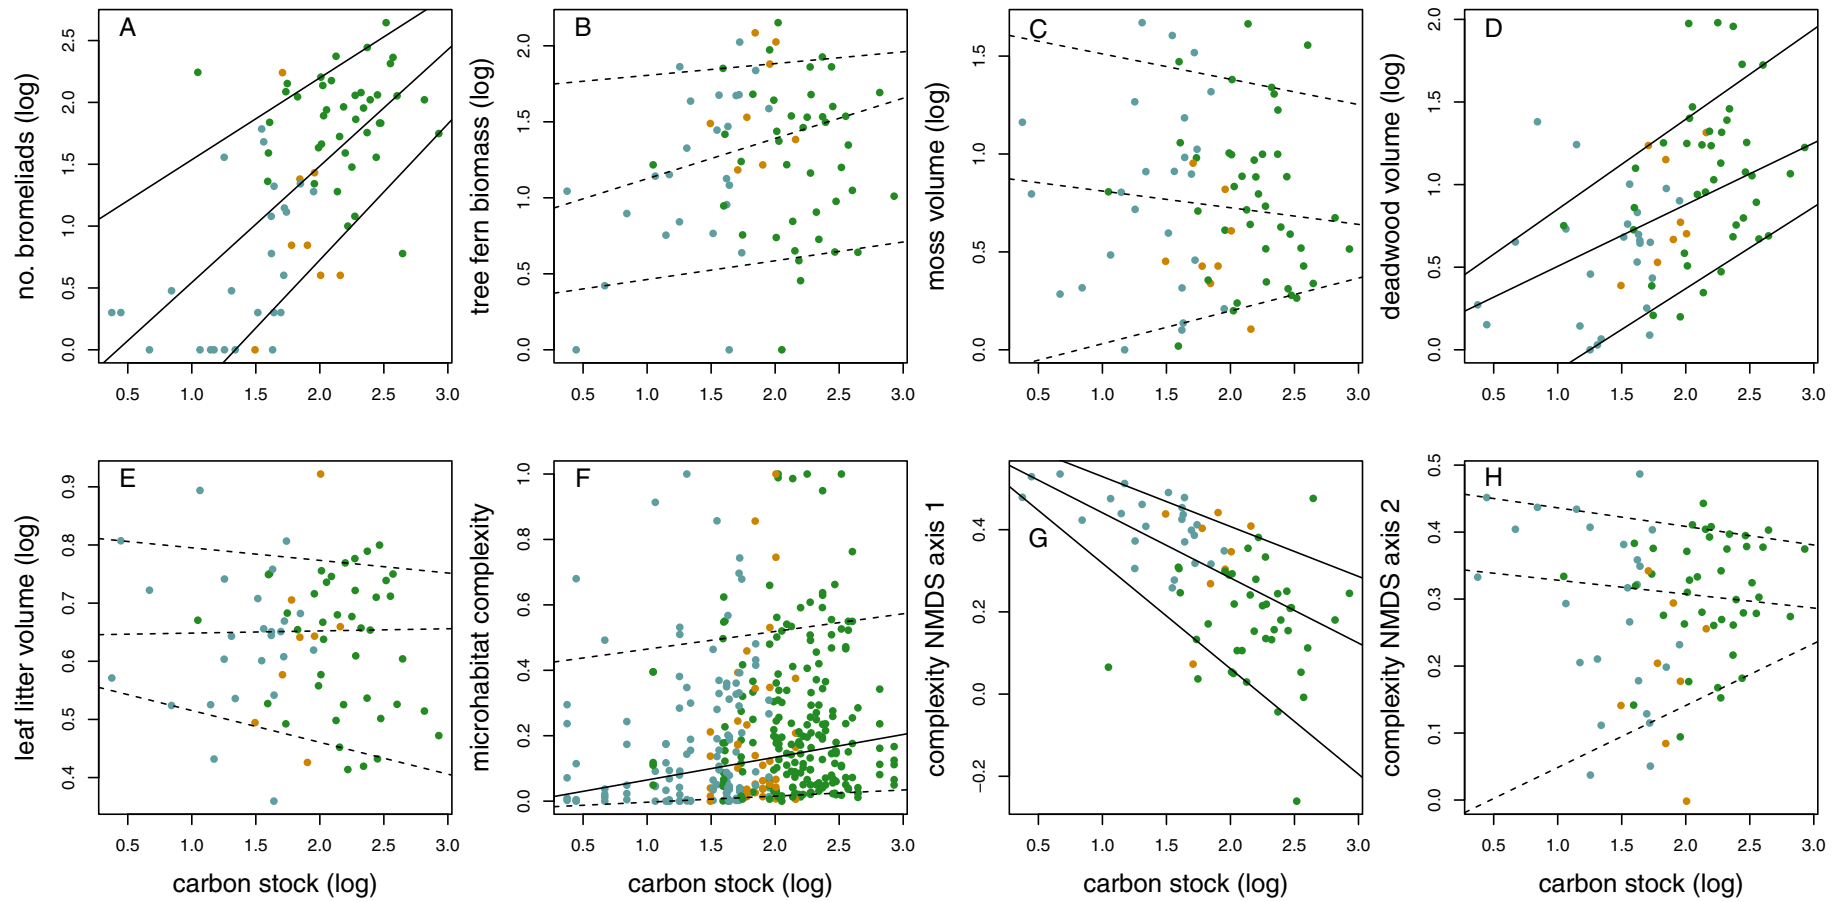 A
no. bromeliads (log)
0.0 0.5 1.0 1.5 2.0 2.5
0.5 1.0 1.5 2.0 2.5 3.0
B
tree fern biomass (log)
0.0 0.5 1.0 1.5 2.0
0.5 1.0 1.5 2.0 2.5 3.0
C
moss volume (log)
0.0 0.5 1.0 1.5
0.5 1.0 1.5 2.0 2.5 3.0
D
deadwood volume (log)
0.0 0.5 1.0 1.5 2.0
0.5 1.0 1.5 2.0 2.5 3.0
E
leaf litter volume (log)
0.4 0.5 0.6 0.7 0.8 0.9
0.5 1.0 1.5 2.0 2.5 3.0
carbon stock (log)
F
microhabitat complexity
0.0 0.2 0.4 0.6 0.8 1.0
0.5 1.0 1.5 2.0 2.5 3.0
carbon stock (log)
G
complexity NMDS axis 1
−0.2 0.0 0.2 0.4
0.5 1.0 1.5 2.0 2.5 3.0
carbon stock (log)
H
complexity NMDS axis 2
0.0 0.1 0.2 0.3 0.4 0.5
0.5 1.0 1.5 2.0 2.5 3.0
carbon stock (log)